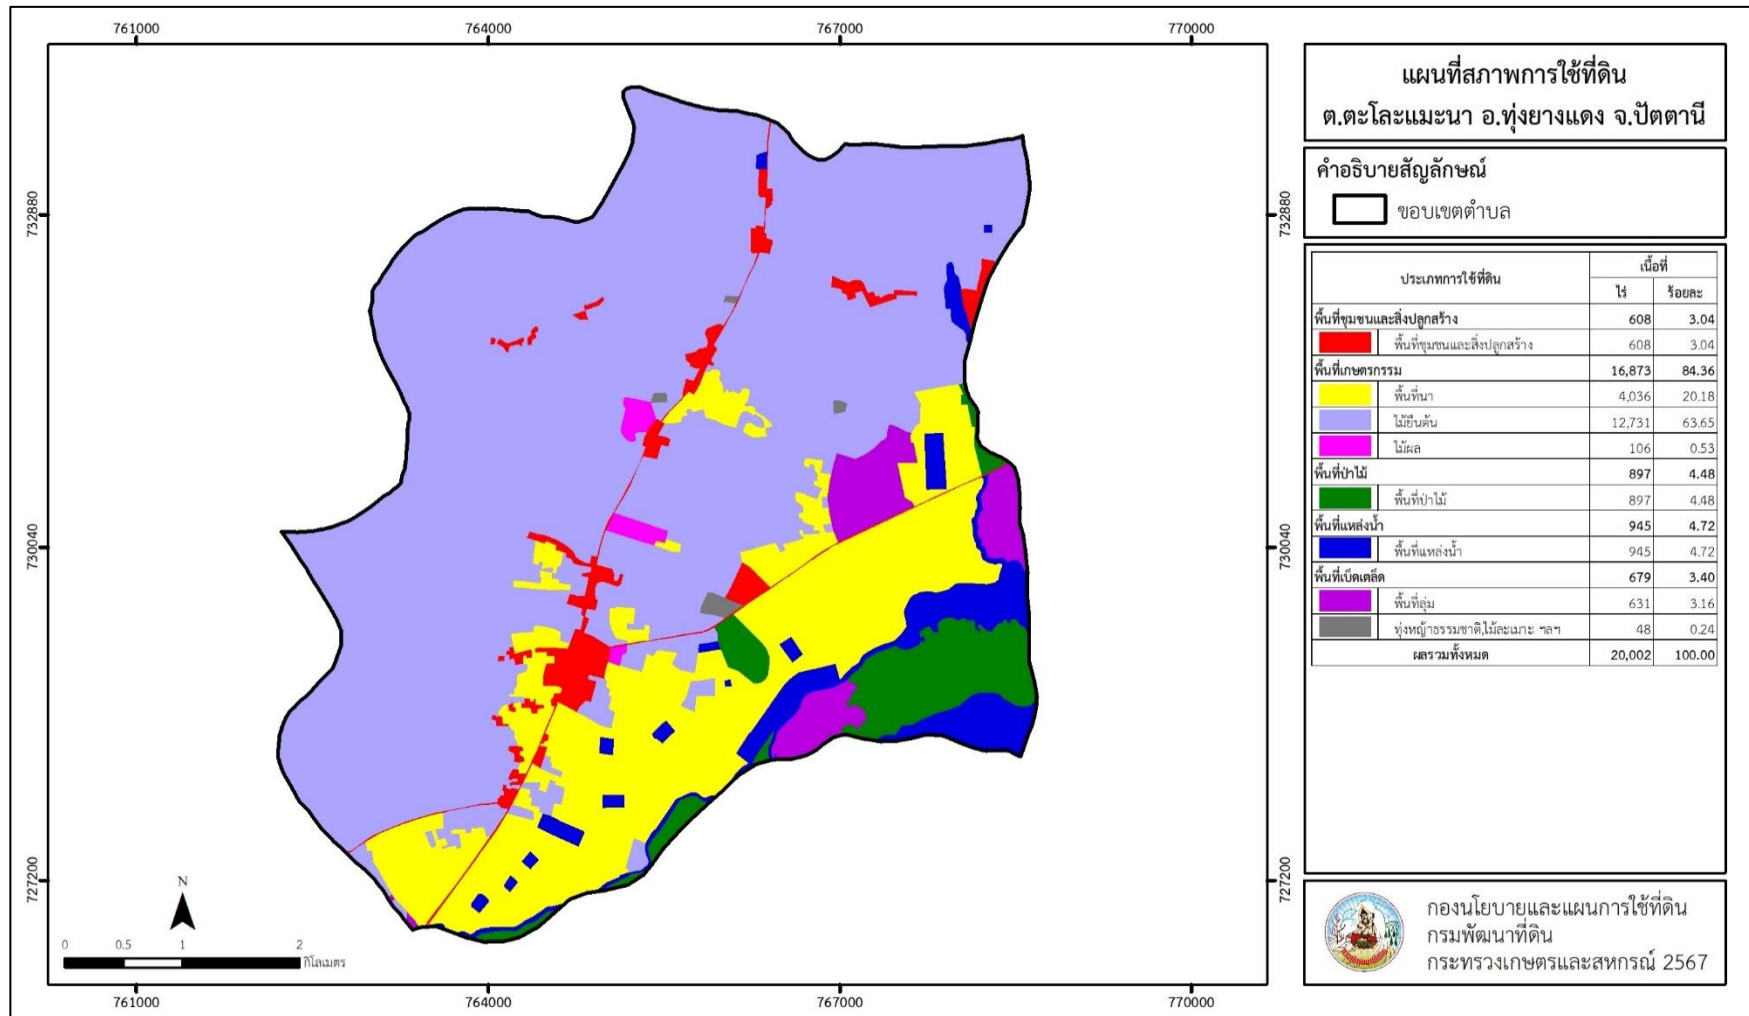 761000 764000 767000 770000
732880 732880
730040 730040
727200 727200
761000 764000 767000 770000
N
0 0.5 1 2
กิโลเมตร
แผนที่สภาพการใช้ที่ดิน
ต.ตะโละแมะนา อ.ทุ่งยางแดง จ.ปัตตานี
คำอธิบายสัญลักษณ์
ขอบเขตตำบล
ประเภทการใช้ที่ดิน เนื้อที่
ไร่ ร้อยละ
พื้นที่ชุมชนและสิ่งปลูกสร้าง 608 3.04
พื้นที่ชุมชนและสิ่งปลูกสร้าง 608 3.04
พื้นที่เกษตรกรรม 16,873 84.36
พื้นที่นา 4,036 20.18
ไม้ยืนต้น 12,731 63.65
ไม้ผล 106 0.53
พื้นที่ป่าไม้ 897 4.48
พื้นที่ป่าไม้ 897 4.48
พื้นที่แหล่งน้ำ 945 4.72
พื้นที่แหล่งน้ำ 945 4.72
พื้นที่เบ็ดเตล็ด 679 3.40
พื้นที่ลุ่ม 631 3.16
ทุ่งหญ้าธรรมชาติ,ไม้ละเมาะ ฯลฯ 48 0.24
ผลรวมทั้งหมด 20,002 100.00
กองนโยบายและแผนการใช้ที่ดิน
กรมพัฒนาที่ดิน
กระทรวงเกษตรและสหกรณ์ 2567